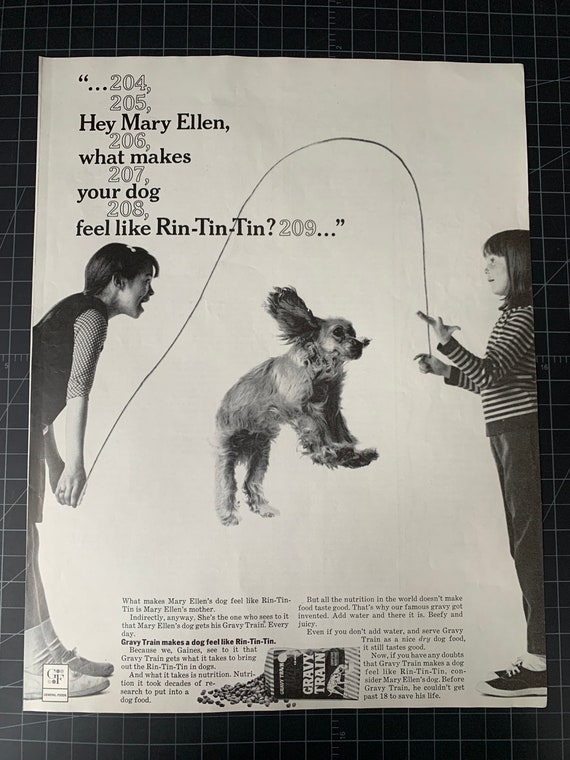 “...204,
205,
Hey Mary Ellen,
206,
what makes
207,
your dog
208,
feel like Rin-Tin-Tin? 209...”
What makes Mary Ellen's dog feel like Rin-Tin-
Tin is Mary Ellen's mother.
Indirectly, anyway. She's the one who sees to it
that Mary Ellen's dog gets his Gravy Train. Every
day.
Gravy Train makes a dog feel like Rin-Tin-Tin.
Because we, Gaines, see to it that
Gravy Train gets what it takes to bring
out the Rin-Tin-Tin in dogs.
And what it takes is nutrition. Nutri-
tion it took decades of re-
search to put into a
dog food.
But all the nutrition in the world doesn't make
food taste good. That's why our famous gravy got
invented. Add water and there it is. Beefy and
juicy.
Even if you don't add water, and serve Gravy
Train as a nice dry dog food,
it still tastes good.
Now, if you have any doubts
that Gravy Train makes a dog
feel like Rin-Tin-Tin, con-
sider Mary Ellen's dog. Before
Gravy Train, he couldn't get
past 18 to save his life.
GRAVY TRAIN
GRAVY
TRAIN
GF
GENERAL FOODS